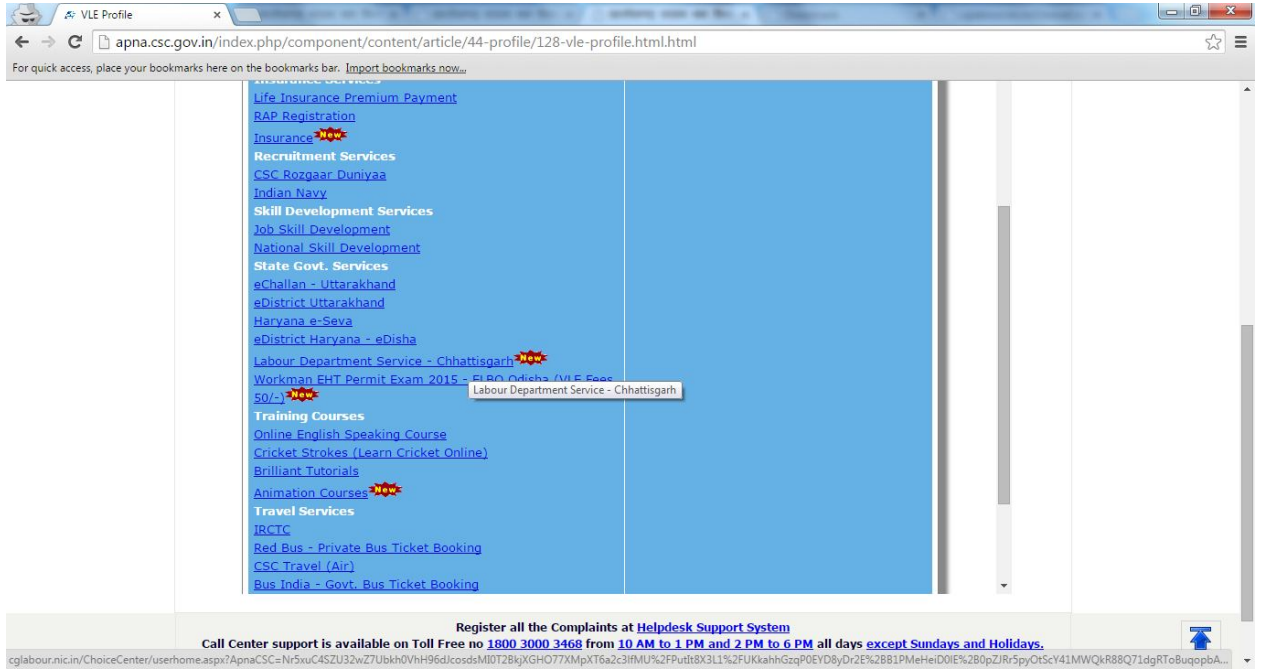 VLE Profile
apna.csc.gov.in/index.php/component/content/article/44-profile/128-vle-profile.html.html
For quick access, place your bookmarks here on the bookmarks bar. Import bookmarks now...
Insurance Services
Life Insurance Premium Payment
RAP Registration
Insurance New
Recruitment Services
CSC Rozgaar Duniyaa
Indian Navy
Skill Development Services
Job Skill Development
National Skill Development
State Govt. Services
eChallan - Uttarakhand
eDistrict Uttarakhand
Haryana e-Seva
eDistrict Haryana - eDisha
Labour Department Service - Chhattisgarh New
Workman EHT Permit Exam 2015 - ELBO Odisha (VLE Fees
50/-) New
Labour Department Service - Chhattisgarh
Training Courses
Online English Speaking Course
Cricket Strokes (Learn Cricket Online)
Brilliant Tutorials
Animation Courses New
Travel Services
IRCTC
Red Bus - Private Bus Ticket Booking
CSC Travel (Air)
Bus India - Govt. Bus Ticket Booking
Register all the Complaints at Helpdesk Support System
Call Center support is available on Toll Free no 1800 3000 3468 from 10 AM to 1 PM and 2 PM to 6 PM all days except Sundays and Holidays.